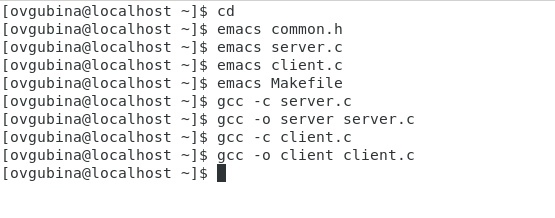 [ovgubina@localhost ~]$ cd
[ovgubina@localhost ~]$ emacs common.h
[ovgubina@localhost ~]$ emacs server.c
[ovgubina@localhost ~]$ emacs client.c
[ovgubina@localhost ~]$ emacs Makefile
[ovgubina@localhost ~]$ gcc -c server.c
[ovgubina@localhost ~]$ gcc -o server server.c
[ovgubina@localhost ~]$ gcc -c client.c
[ovgubina@localhost ~]$ gcc -o client client.c
[ovgubina@localhost ~]$